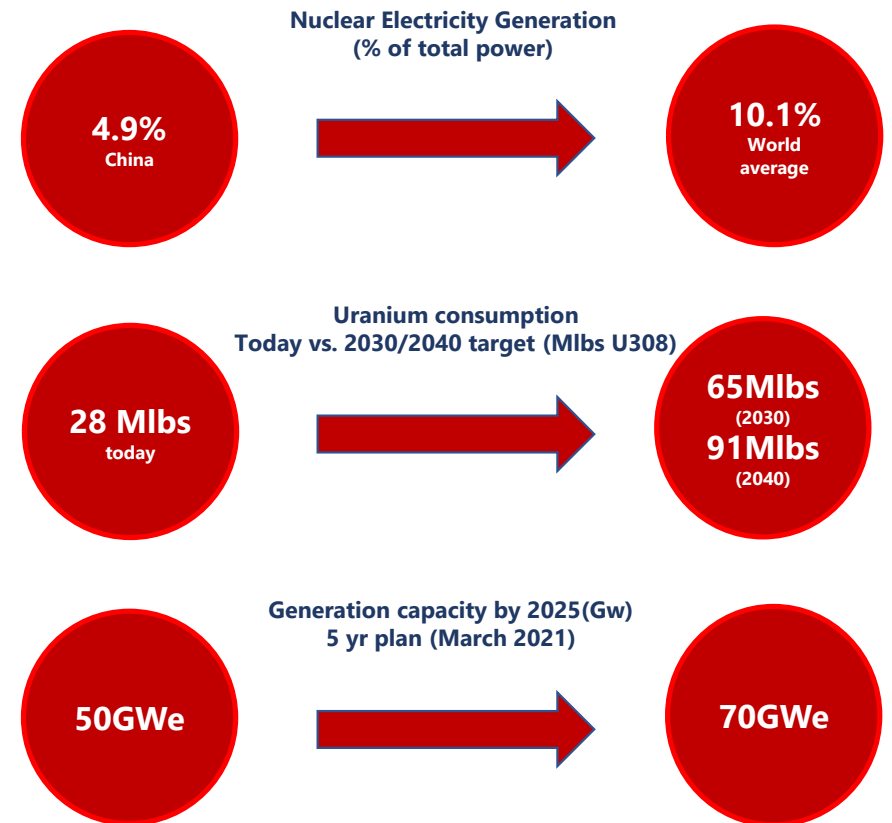 Nuclear Electricity Generation
(% of total power)
4.9%
China
10.1%
World
average
Uranium consumption
Today vs. 2030/2040 target (Mlbs U308)
28 Mlbs
today
65Mlbs
(2030)
91Mlbs
(2040)
Generation capacity by 2025(Gw)
5 yr plan (March 2021)
50GWe
70GWe